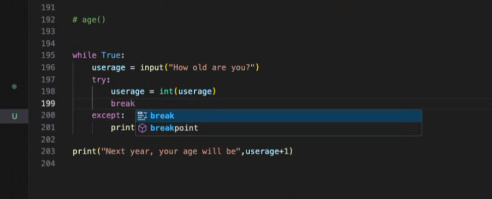 191
192 # age()
193
194
195 while True:
196 userage = input("How old are you?")
197 try:
198 userage = int(userage)
199 break
U 200 except: break
201 print breakpoint
202
203 print("Next year, your age will be",userage+1)
204